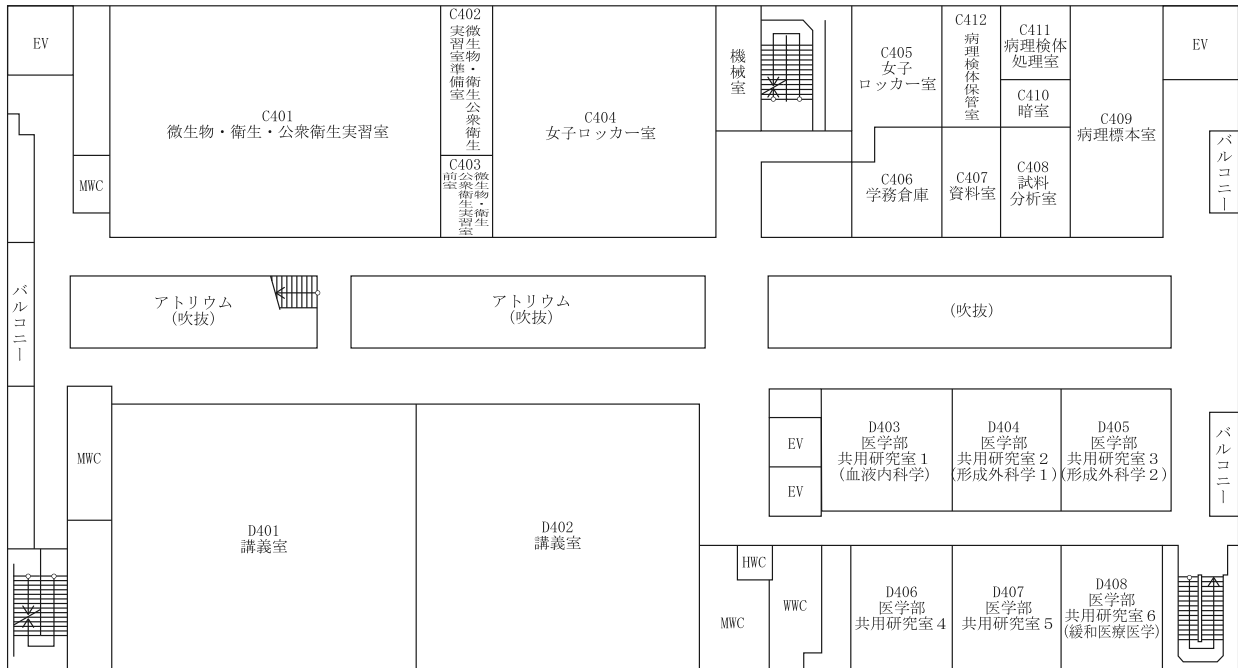 EV
C401
微生物・衛生・公衆衛生実習室
MWC
C402
微生物・衛生公衆衛生
実習室準備室
C403
微生物・衛生
公衆衛生実習室
前室
C404
女子ロッカー室
機械室
C405
女子
ロッカー室
C412
病理検体保管室
C411
病理検体
処理室
C410
暗室
C409
病理標本室
EV
C406
学務倉庫
C407
資料室
C408
試料
分析室
バルコニー
バルコニー
アトリウム
(吹抜)
アトリウム
(吹抜)
(吹抜)
MWC
D401
講義室
D402
講義室
EV
EV
D403
医学部
共用研究室１
(血液内科学)
D404
医学部
共用研究室２
(形成外科学１)
D405
医学部
共用研究室３
(形成外科学２)
バルコニー
HWC
MWC
WWC
D406
医学部
共用研究室４
D407
医学部
共用研究室５
D408
医学部
共用研究室６
(緩和医療医学)